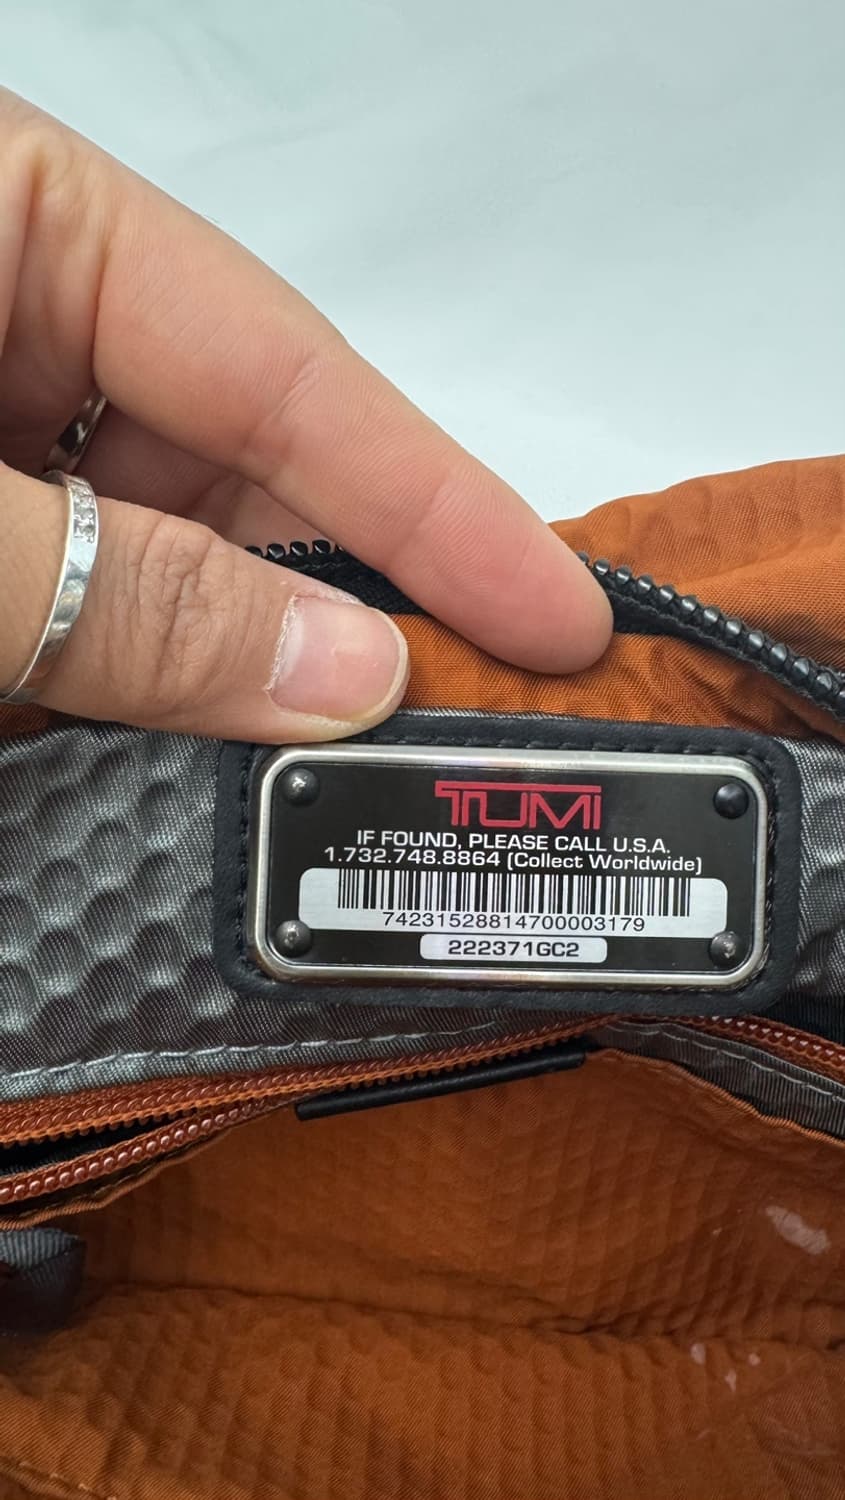 TUMI
IF FOUND, PLEASE CALL U.S.A.
1.732.748.8864 (Collect Worldwide)
74231528814700003179
222371GC2